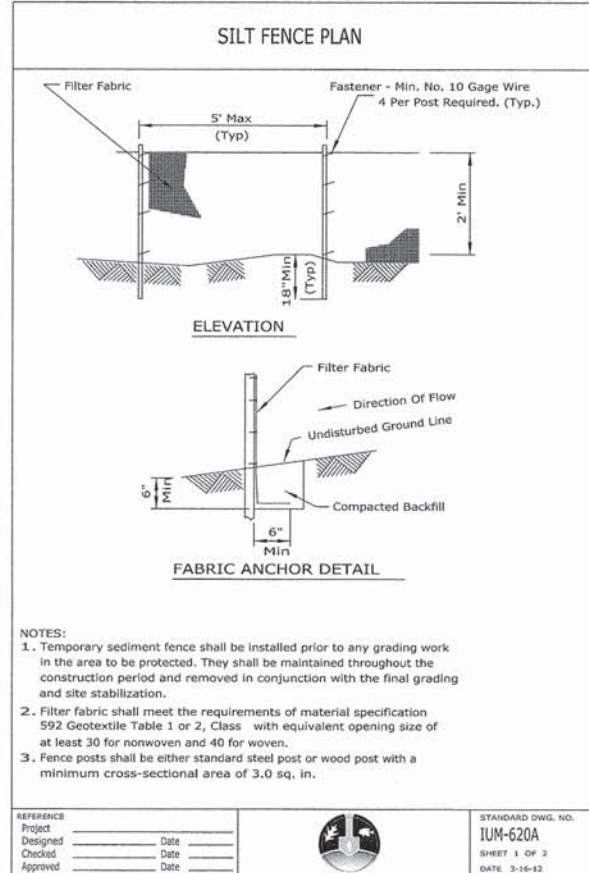 SILT FENCE PLAN
Filter Fabric
Fastener - Min. No. 10 Gage Wire
4 Per Post Required. (Typ.)
5' Max
(Typ)
2' Min
18"Min
(Typ)
ELEVATION
Filter Fabric
Direction Of Flow
Undisturbed Ground Line
6"
Min
Compacted Backfill
6"
Min
FABRIC ANCHOR DETAIL
NOTES:
1. Temporary sediment fence shall be installed prior to any grading work
in the area to be protected. They shall be maintained throughout the
construction period and removed in conjunction with the final grading
and site stabilization.
2. Filter fabric shall meet the requirements of material specification
592 Geotextile Table 1 or 2, Class with equivalent opening size of
at least 30 for nonwoven and 40 for woven.
3. Fence posts shall be either standard steel post or wood post with a
minimum cross-sectional area of 3.0 sq. in.
REFERENCE
Project
Designed Date
Checked Date
Approved Date
STANDARD DWG. NO.
IUM-620A
SHEET 1 OF 2
DATE 3-16-12